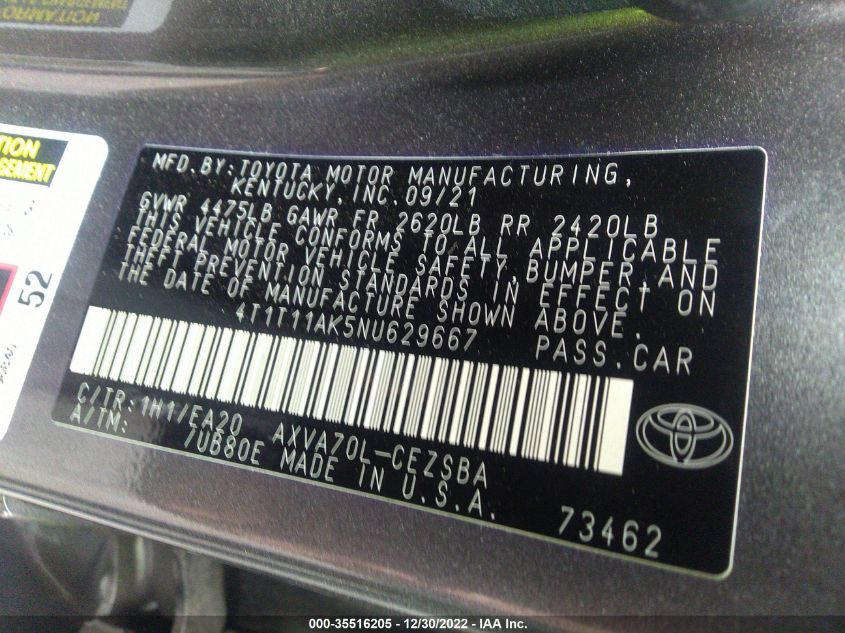 MFD.BY:TOYOTA MOTOR MANUFACTURING,
KENTUCKY, INC. 09/21
GVWR 4475LB GAWR FR 2620LB RR 2420LB
THIS VEHICLE CONFORMS TO ALL APPLICABLE
FEDERAL MOTOR VEHICLE SAFETY, BUMPER, AND
THEFT PREVENTION STANDARDS IN EFFECT ON
THE DATE OF MANUFACTURE SHOWN ABOVE.
4T1T11AK5NU629667 PASS.CAR
C/TR:1H1/EA20 AXVA70L-CEZSBA
A/TM: 7UB80E MADE IN U.S.A.
73462
52
000-35516205 - 12/30/2022 - IAA Inc.